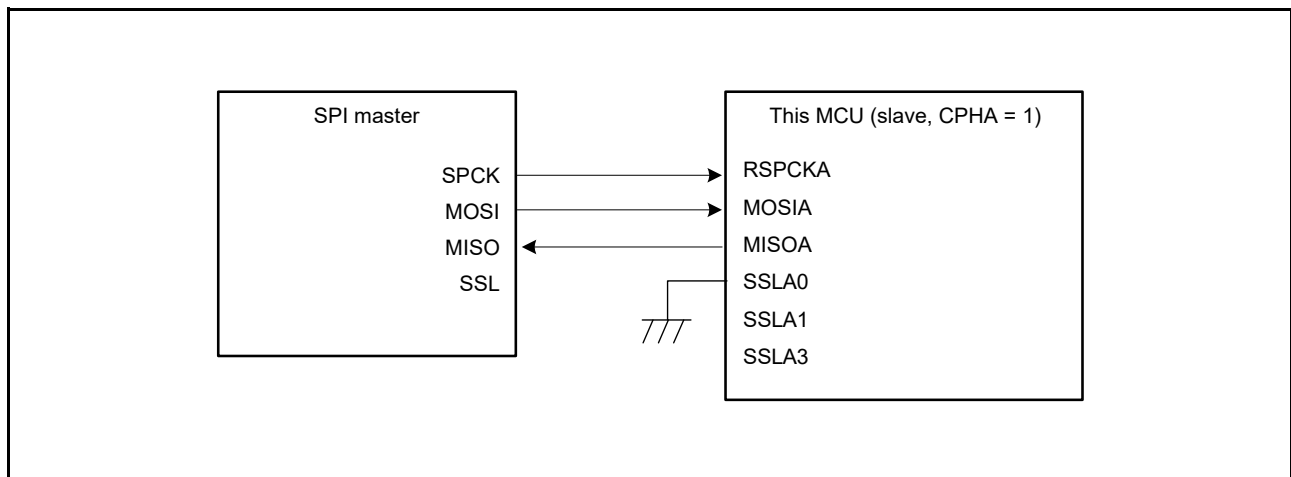 SPI master
SPCK
MOSI
MISO
SSL
This MCU (slave, CPHA = 1)
RSPCKA
MOSIA
MISOA
SSLA0
SSLA1
SSLA3